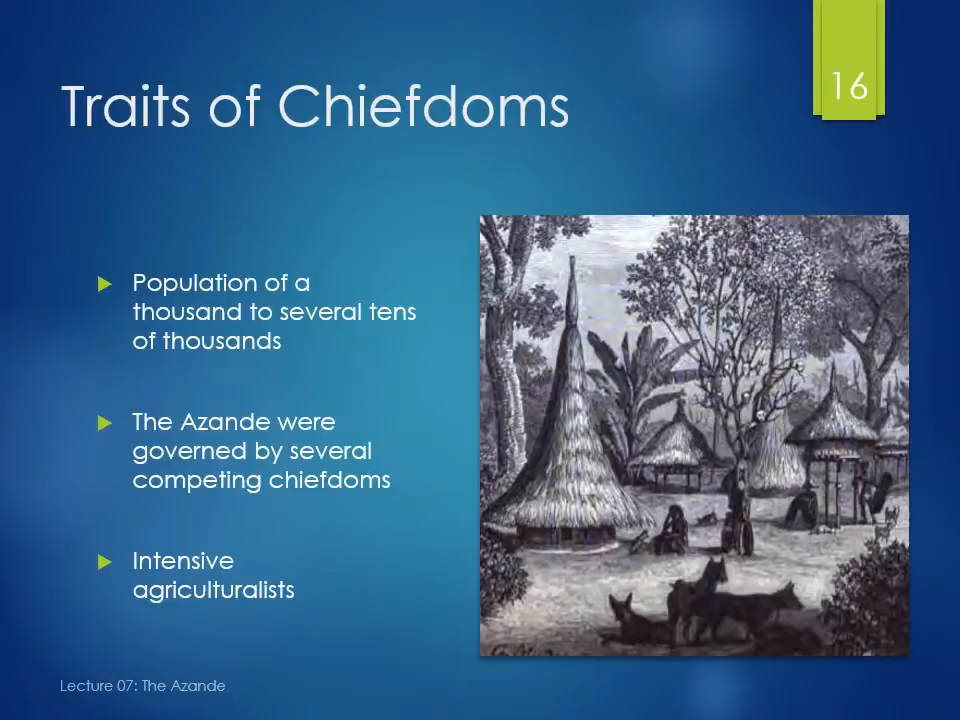 Traits of Chiefdoms
16
Population of a
thousand to several tens
of thousands
The Azande were
governed by several
competing chiefdoms
Intensive
agriculturalists
Lecture 07: The Azande